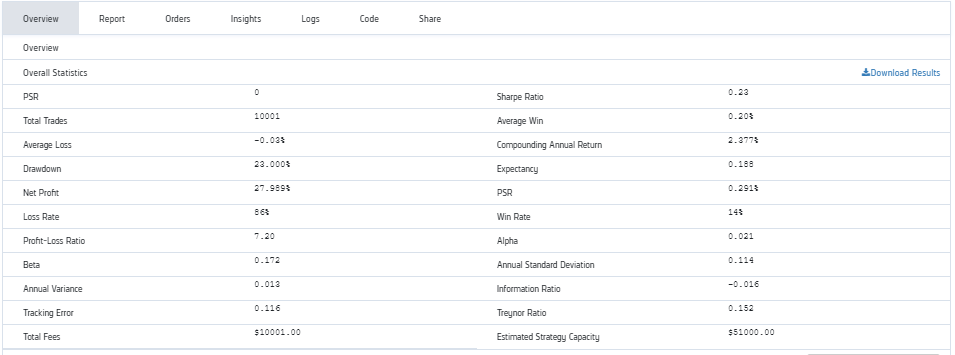 Overview Report Orders Insights Logs Code Share
Overview
Overall Statistics Download Results
PSR 0 Sharpe Ratio 0.23
Total Trades 10001 Average Win 0.20%
Average Loss -0.03% Compounding Annual Return 2.377%
Drawdown 23.000% Expectancy 0.188
Net Profit 27.989% PSR 0.291%
Loss Rate 86% Win Rate 14%
Profit-Loss Ratio 7.20 Alpha 0.021
Beta 0.172 Annual Standard Deviation 0.114
Annual Variance 0.013 Information Ratio -0.016
Tracking Error 0.116 Treynor Ratio 0.152
Total Fees $10001.00 Estimated Strategy Capacity $51000.00